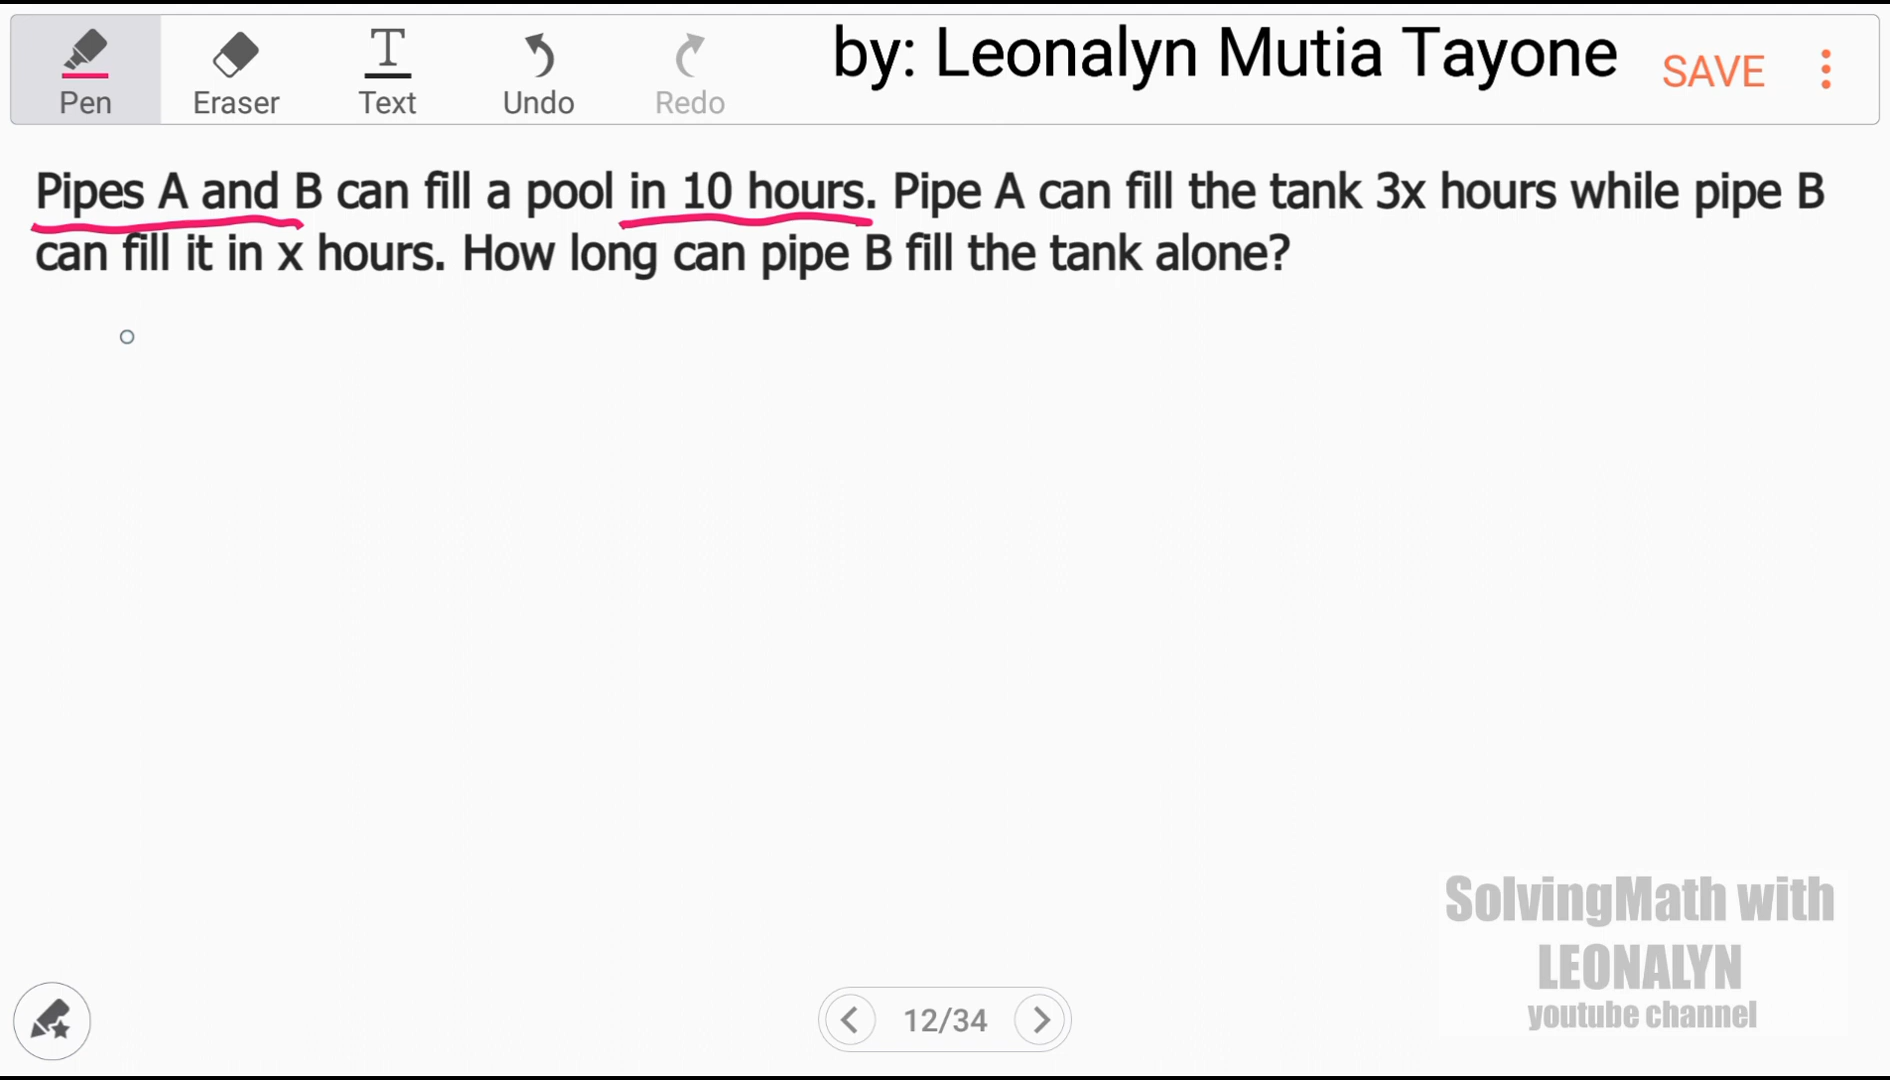 by: Leonalyn Mutia Tayone
SAVE
Pen
Eraser
Text
Undo
Redo
Pipes A and B can fill a pool in 10 hours. Pipe A can fill the tank 3x hours while pipe B
can fill it in x hours. How long can pipe B fill the tank alone?
SolvingMath with
LEONALYN
youtube channel
12/34